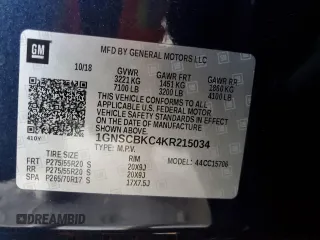 GM
MFD BY GENERAL MOTORS LLC
10/18 GVWR GAWR FRT GAWR RR
3221 KG 1451 KG 1860 KG
7100 LB 3200 LB 4100 LB
THIS VEHICLE CONFORMS TO ALL
APPLICABLE U.S. FEDERAL MOTOR
VEHICLE SAFETY AND THEFT PREVENTION
STANDARDS IN EFFECT ON THE DATE OF
MANUFACTURE SHOWN ABOVE.
1GNSCBKC4KR215034
TYPE: M.P.V. MODEL: 44CC15706
TIRE SIZE RIM
FRT P275/55R20 S 20X9J
RR P275/55R20 S 20X9J
SPA P265/70R17 S 17X7.5J